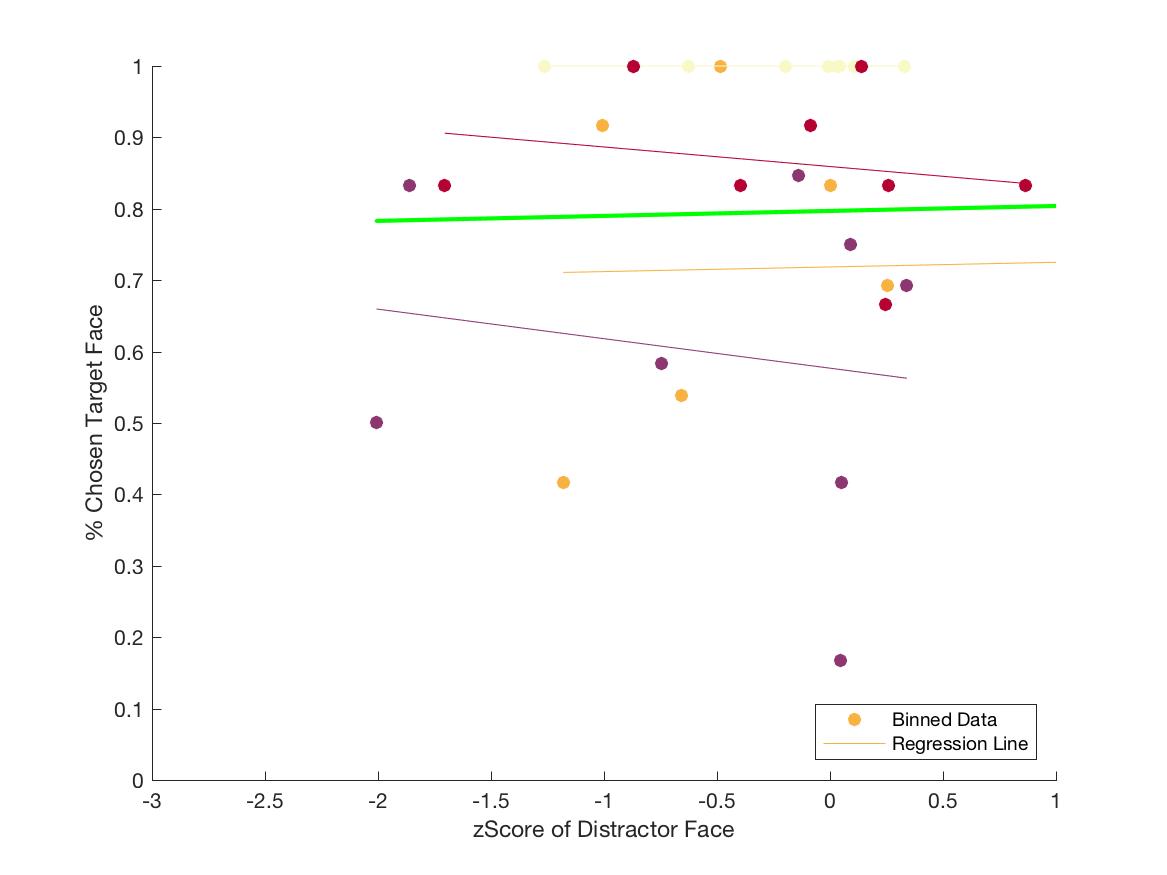 1
0.9
0.8
0.7
0.6
0.5
0.4
0.3
0.2
0.1
0
% Chosen Target Face
-3 -2.5 -2 -1.5 -1 -0.5 0 0.5 1
zScore of Distractor Face
Binned Data
Regression Line